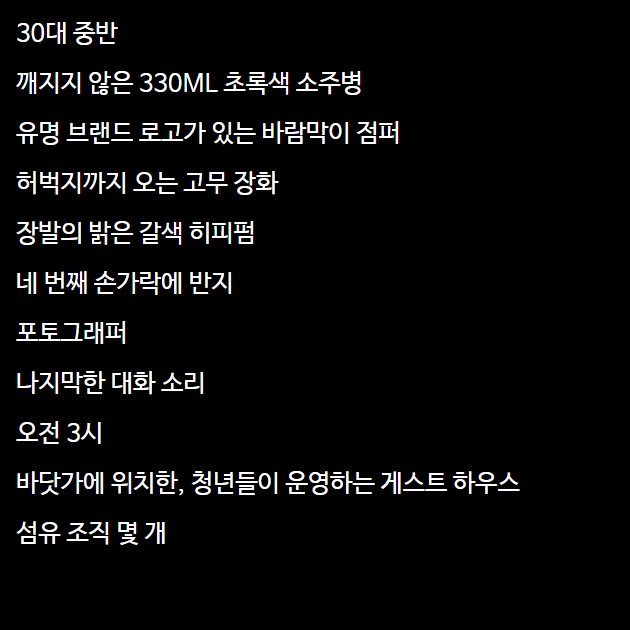 30대 중반
깨지지 않은 330ML 초록색 소주병
유명 브랜드 로고가 있는 바람막이 점퍼
허벅지까지 오는 고무 장화
장발의 밝은 갈색 히피펌
네 번째 손가락에 반지
포토그래퍼
나지막한 대화 소리
오전 3시
바닷가에 위치한, 청년들이 운영하는 게스트 하우스
섬유 조직 몇 개